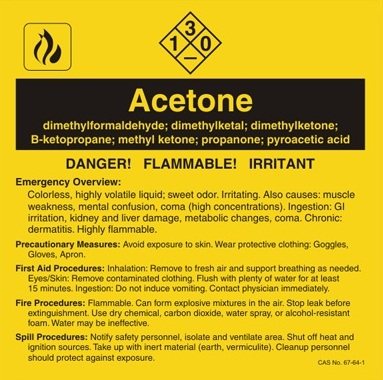 3
1 0
–
Acetone
dimethylformaldehyde; dimethylketal; dimethylketone;
B-ketopropane; methyl ketone; propanone; pyroacetic acid
DANGER! FLAMMABLE! IRRITANT
Emergency Overview:
Colorless, highly volatile liquid; sweet odor. Irritating. Also causes: muscle
weakness, mental confusion, coma (high concentrations). Ingestion: GI
irritation, kidney and liver damage, metabolic changes, coma. Chronic:
dermatitis. Highly flammable.
Precautionary Measures: Avoid exposure to skin. Wear protective clothing: Goggles,
Gloves, Apron.
First Aid Procedures: Inhalation: Remove to fresh air and support breathing as needed.
Eyes/Skin: Remove contaminated clothing. Flush with plenty of water for at least
15 minutes. Ingestion: Do not induce vomiting. Contact physician immediately.
Fire Procedures: Flammable. Can form explosive mixtures in the air. Stop leak before
extinguishment. Use dry chemical, carbon dioxide, water spray, or alcohol-resistant
foam. Water may be ineffective.
Spill Procedures: Notify safety personnel, isolate and ventilate area. Shut off heat and
ignition sources. Take up with inert material (earth, vermiculite). Cleanup personnel
should protect against exposure.
CAS No. 67-64-1